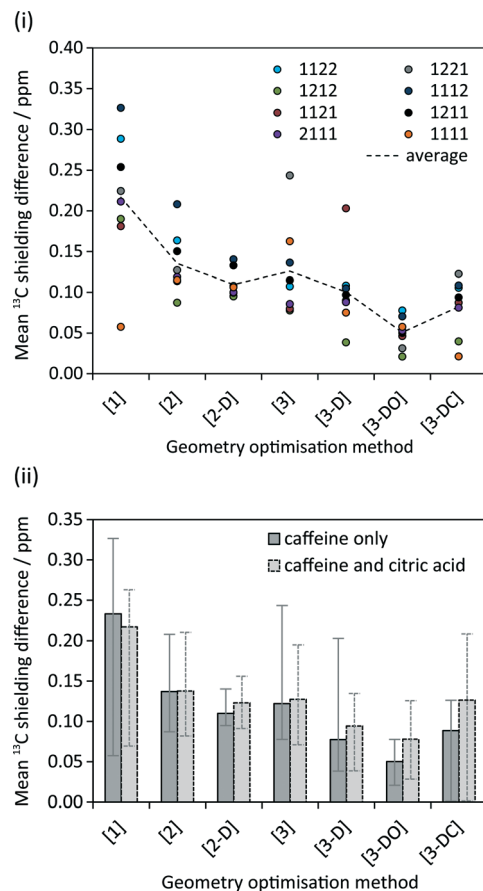 (i)
0.40
0.35
0.30
0.25
0.20
0.15
0.10
0.05
0.00
Mean ¹³C shielding difference / ppm
1122 1221
1212 1112
1121 1211
2111 1111
average
[1] [2] [2-D] [3] [3-D] [3-DO] [3-DC]
Geometry optimisation method
(ii)
0.35
0.30
0.25
0.20
0.15
0.10
0.05
0.00
Mean ¹³C shielding difference / ppm
caffeine only
caffeine and citric acid
[1] [2] [2-D] [3] [3-D] [3-DO] [3-DC]
Geometry optimisation method